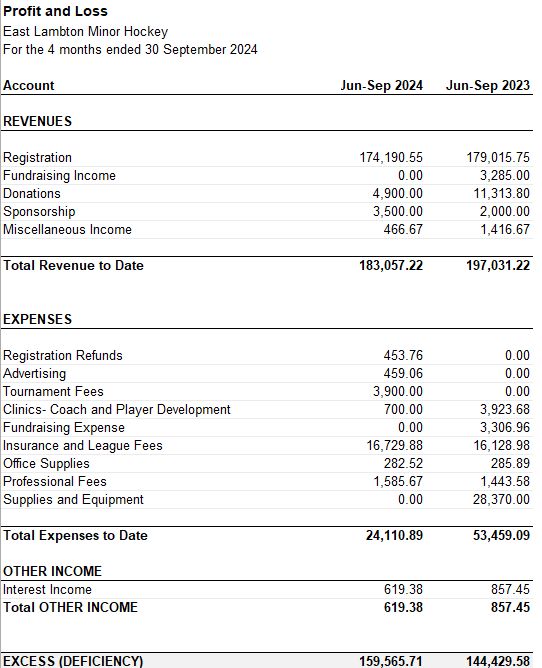 Profit and Loss
East Lambton Minor Hockey
For the 4 months ended 30 September 2024
Account Jun-Sep 2024 Jun-Sep 2023
REVENUES
Registration 174,190.55 179,015.75
Fundraising Income 0.00 3,285.00
Donations 4,900.00 11,313.80
Sponsorship 3,500.00 2,000.00
Miscellaneous Income 466.67 1,416.67
Total Revenue to Date 183,057.22 197,031.22
EXPENSES
Registration Refunds 453.76 0.00
Advertising 459.06 0.00
Tournament Fees 3,900.00 0.00
Clinics- Coach and Player Development 700.00 3,923.68
Fundraising Expense 0.00 3,306.96
Insurance and League Fees 16,729.88 16,128.98
Office Supplies 282.52 285.89
Professional Fees 1,585.67 1,443.58
Supplies and Equipment 0.00 28,370.00
Total Expenses to Date 24,110.89 53,459.09
OTHER INCOME
Interest Income 619.38 857.45
Total OTHER INCOME 619.38 857.45
EXCESS (DEFICIENCY) 159,565.71 144,429.58